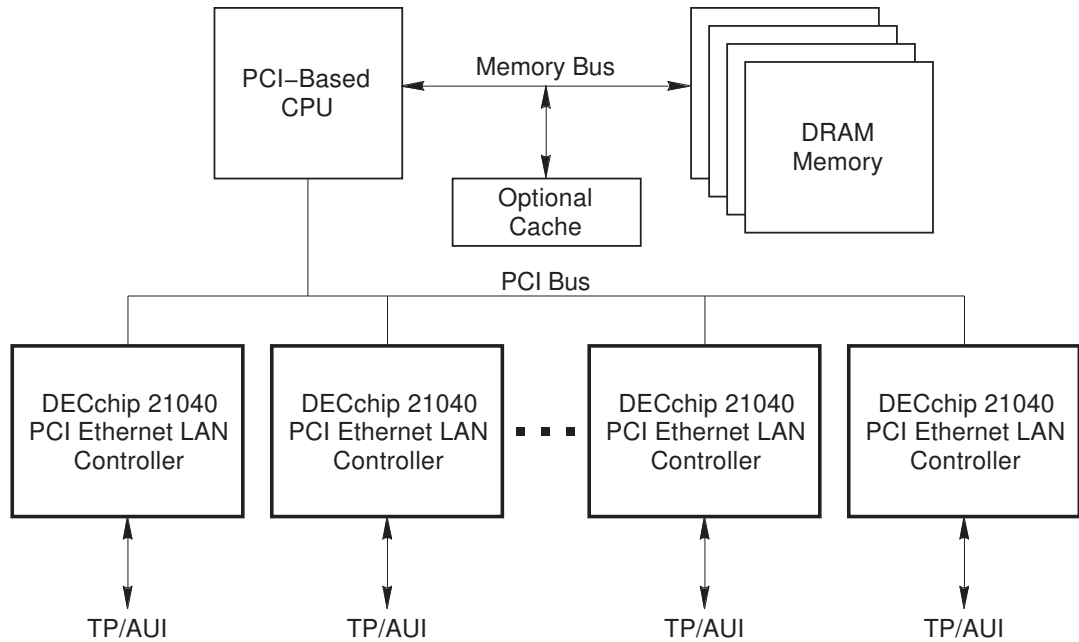 PCI–Based
CPU
Memory Bus
DRAM
Memory
Optional
Cache
PCI Bus
DECchip 21040
PCI Ethernet LAN
Controller
DECchip 21040
PCI Ethernet LAN
Controller
DECchip 21040
PCI Ethernet LAN
Controller
DECchip 21040
PCI Ethernet LAN
Controller
TP/AUI
TP/AUI
TP/AUI
TP/AUI